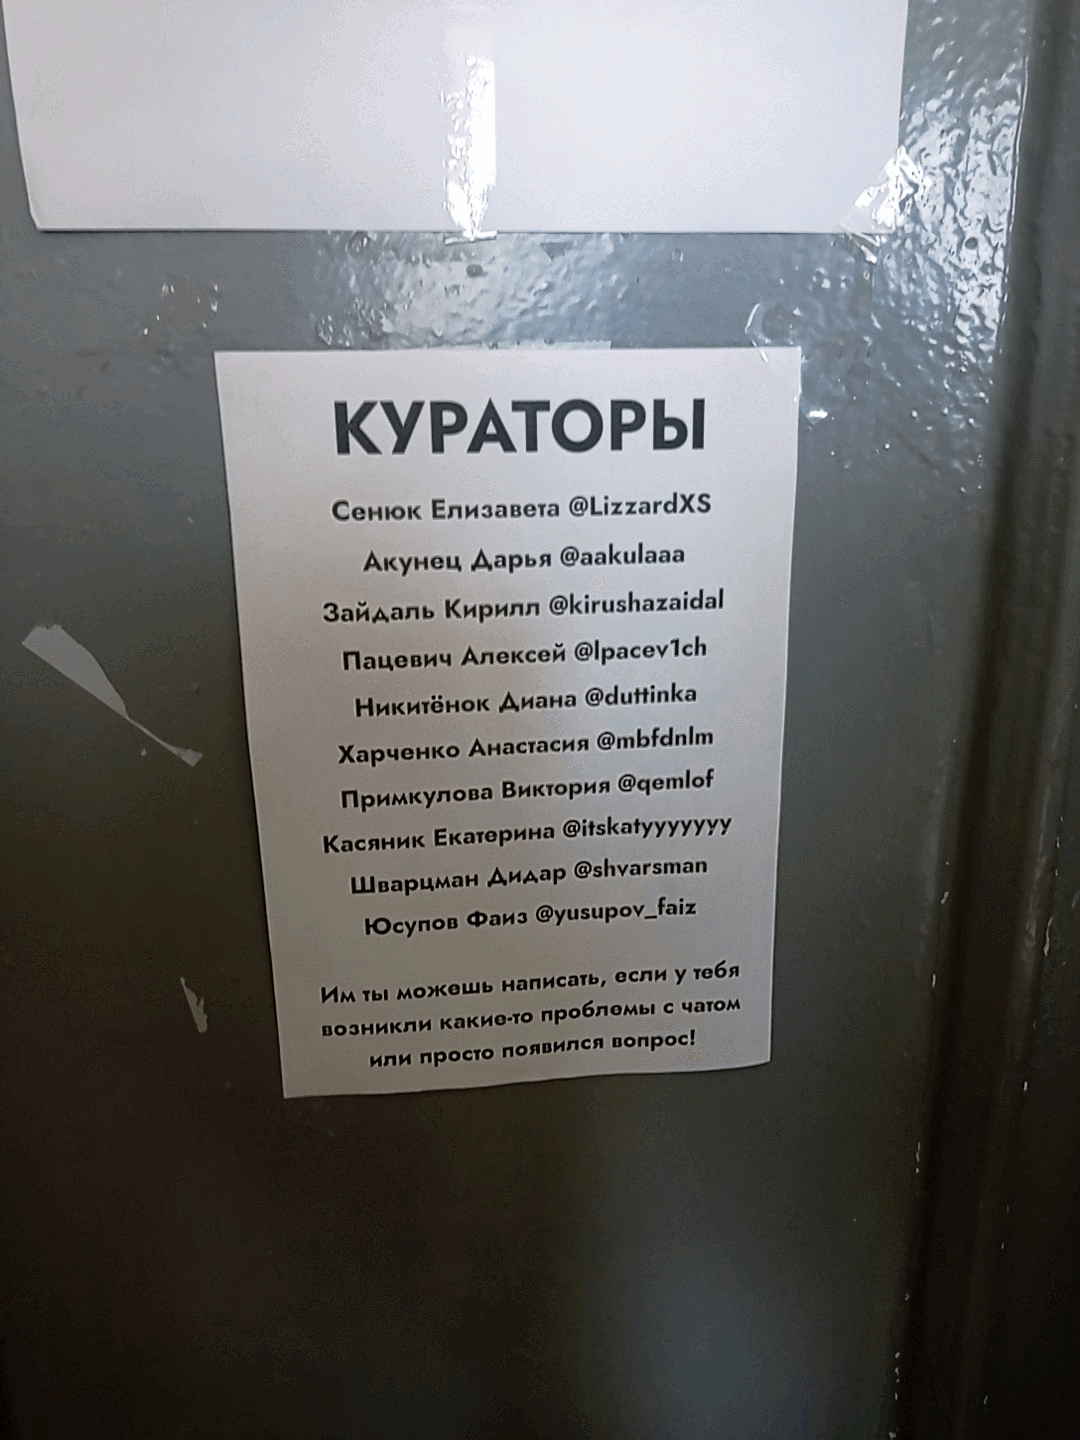 КУРАТОРЫ
Сенюк Елизавета @LizzardXS
Акунец Дарья @aakulaaa
Зайдаль Кирилл @kirushazaidal
Пацевич Алексей @lpacev1ch
Никитёнок Диана @duttinka
Харченко Анастасия @mbfdnlm
Примкулова Виктория @qemlof
Касяник Екатерина @itskatyyyyyyy
Шварцман Дидар @shvarsman
Юсупов Фаиз @yusupov_faiz
Им ты можешь написать, если у тебя
возникли какие-то проблемы с чатом
или просто появился вопрос!